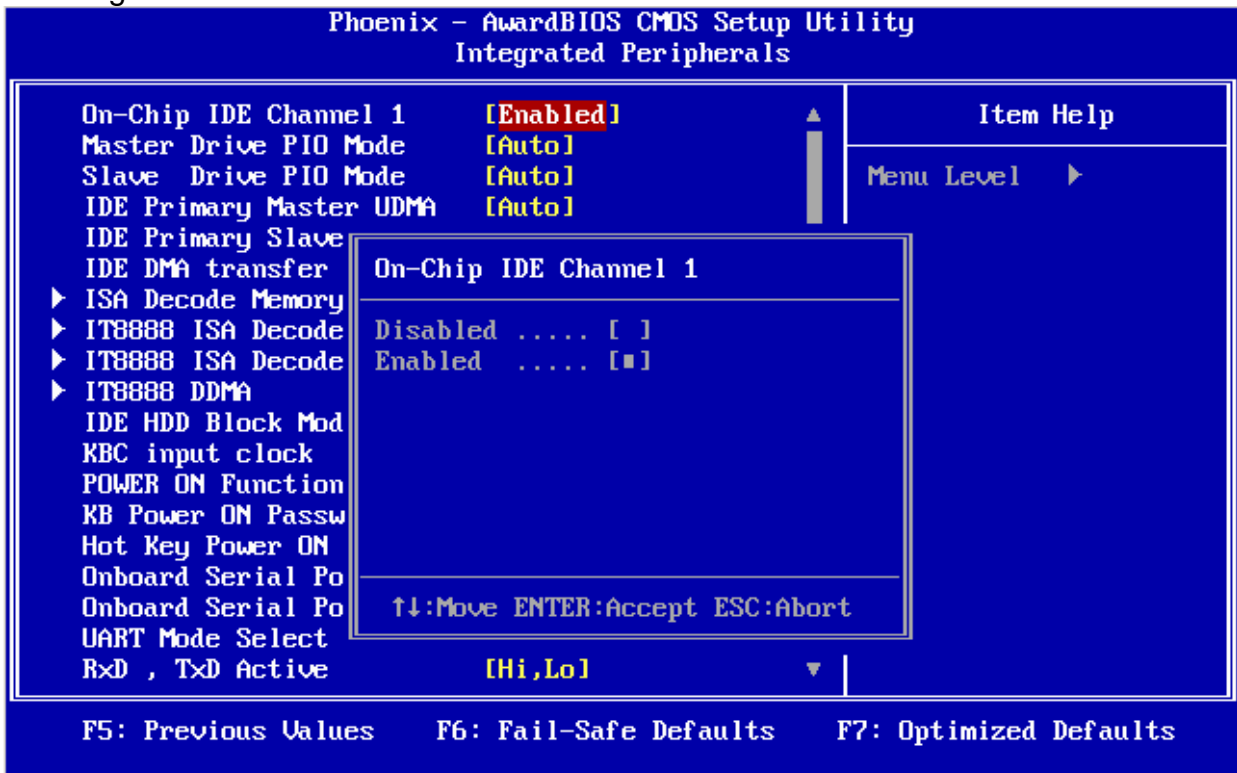 Phoenix - AwardBIOS CMOS Setup Utility
Integrated Peripherals
On-Chip IDE Channel 1 [Enabled]
Master Drive PIO Mode [Auto]
Slave Drive PIO Mode [Auto]
IDE Primary Master UDMA [Auto]
IDE Primary Slave
IDE DMA transfer
ISA Decode Memory
IT8888 ISA Decode
IT8888 ISA Decode
IT8888 DDMA
IDE HDD Block Mod
KBC input clock
POWER ON Function
KB Power ON Passw
Hot Key Power ON
Onboard Serial Po
Onboard Serial Po
UART Mode Select
RxD , TxD Active [Hi,Lo]
On-Chip IDE Channel 1
Disabled ..... [ ]
Enabled ..... [■]
↑↓:Move ENTER:Accept ESC:Abort
Item Help
Menu Level ▶
F5: Previous Values F6: Fail-Safe Defaults F7: Optimized Defaults